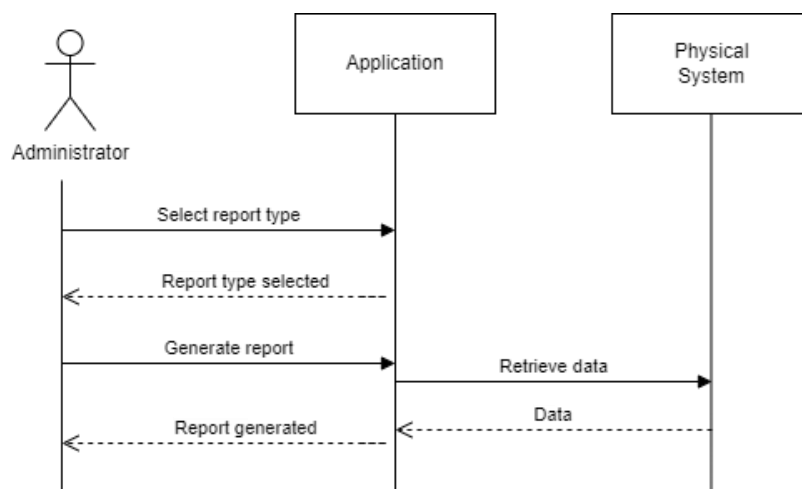 Application
Physical
System
Administrator
Select report type
Report type selected
Generate report
Retrieve data
Data
Report generated